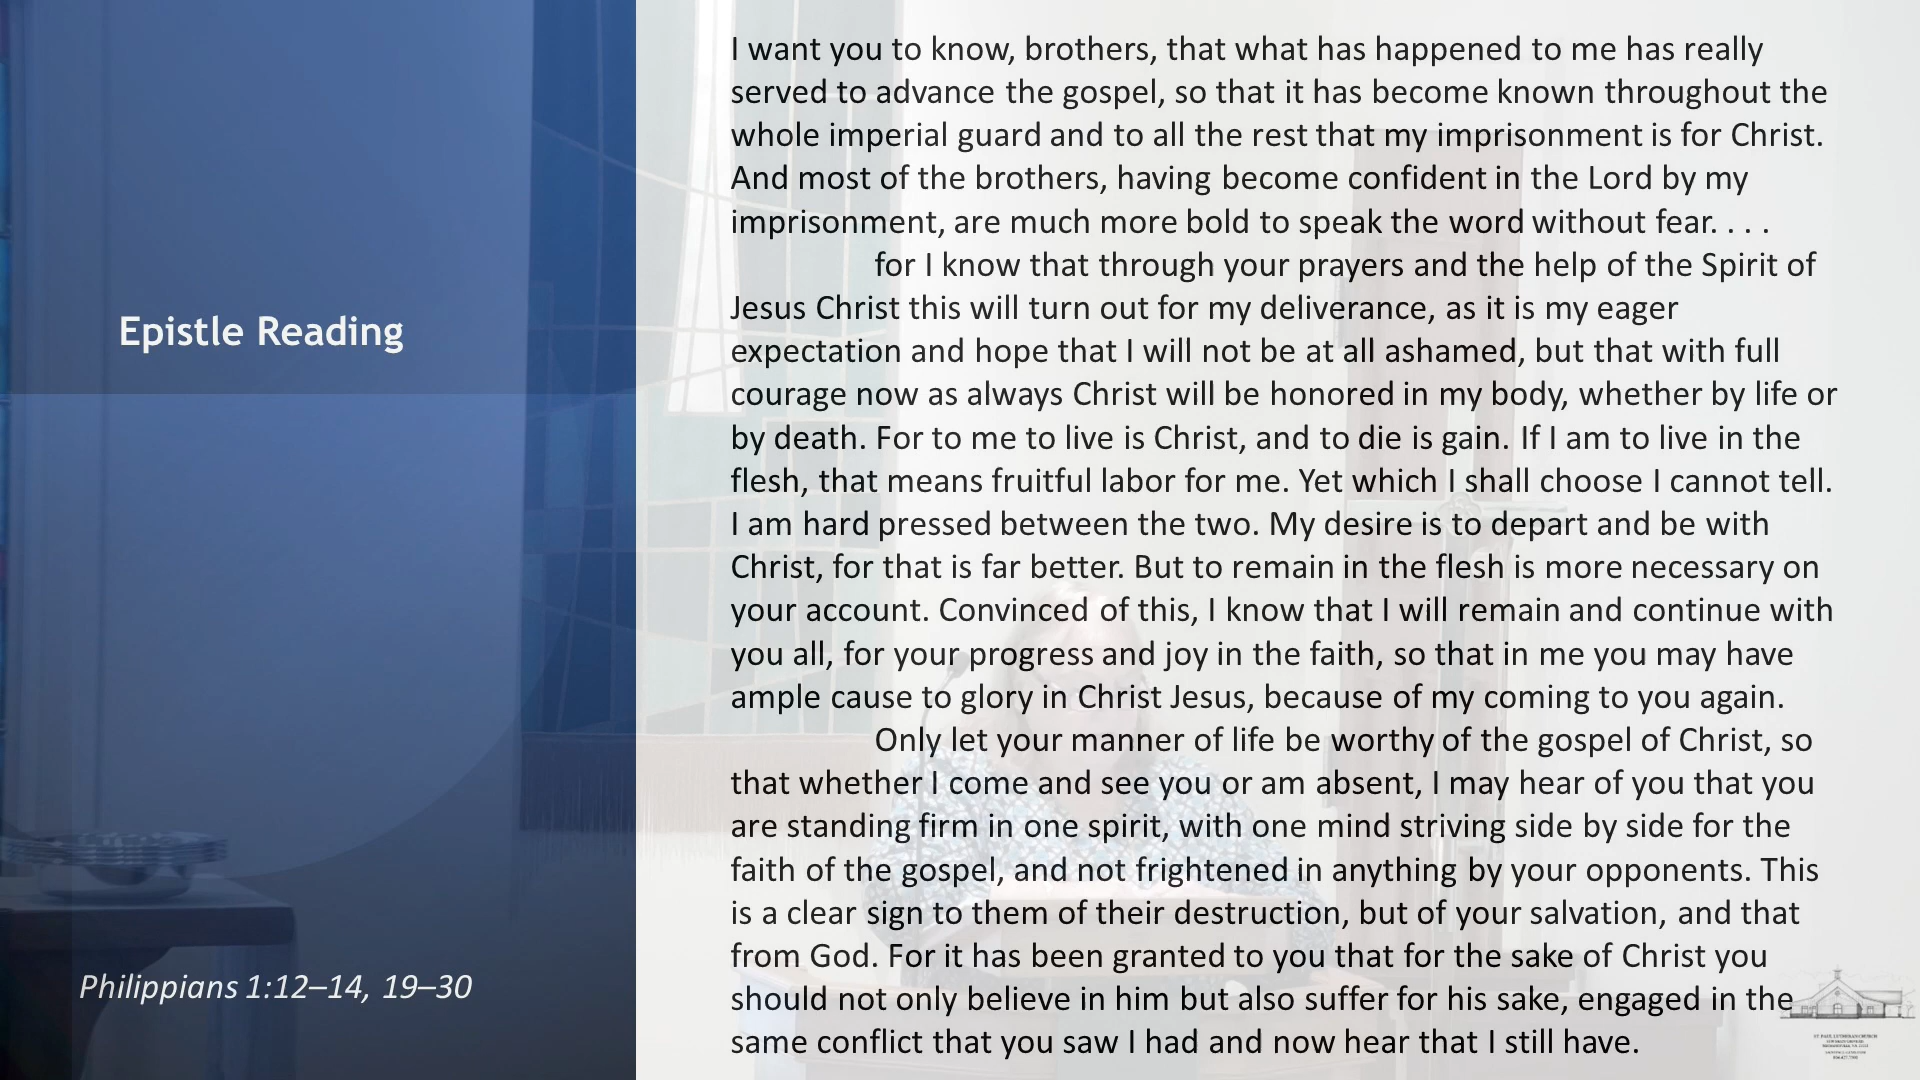 Epistle Reading
Philippians 1:12–14, 19–30
I want you to know, brothers, that what has happened to me has really
served to advance the gospel, so that it has become known throughout the
whole imperial guard and to all the rest that my imprisonment is for Christ.
And most of the brothers, having become confident in the Lord by my
imprisonment, are much more bold to speak the word without fear. . . .
for I know that through your prayers and the help of the Spirit of
Jesus Christ this will turn out for my deliverance, as it is my eager
expectation and hope that I will not be at all ashamed, but that with full
courage now as always Christ will be honored in my body, whether by life or
by death. For to me to live is Christ, and to die is gain. If I am to live in the
flesh, that means fruitful labor for me. Yet which I shall choose I cannot tell.
I am hard pressed between the two. My desire is to depart and be with
Christ, for that is far better. But to remain in the flesh is more necessary on
your account. Convinced of this, I know that I will remain and continue with
you all, for your progress and joy in the faith, so that in me you may have
ample cause to glory in Christ Jesus, because of my coming to you again.
Only let your manner of life be worthy of the gospel of Christ, so
that whether I come and see you or am absent, I may hear of you that you
are standing firm in one spirit, with one mind striving side by side for the
faith of the gospel, and not frightened in anything by your opponents. This
is a clear sign to them of their destruction, but of your salvation, and that
from God. For it has been granted to you that for the sake of Christ you
should not only believe in him but also suffer for his sake, engaged in the
same conflict that you saw I had and now hear that I still have.
ST. PAUL LUTHERAN CHURCH